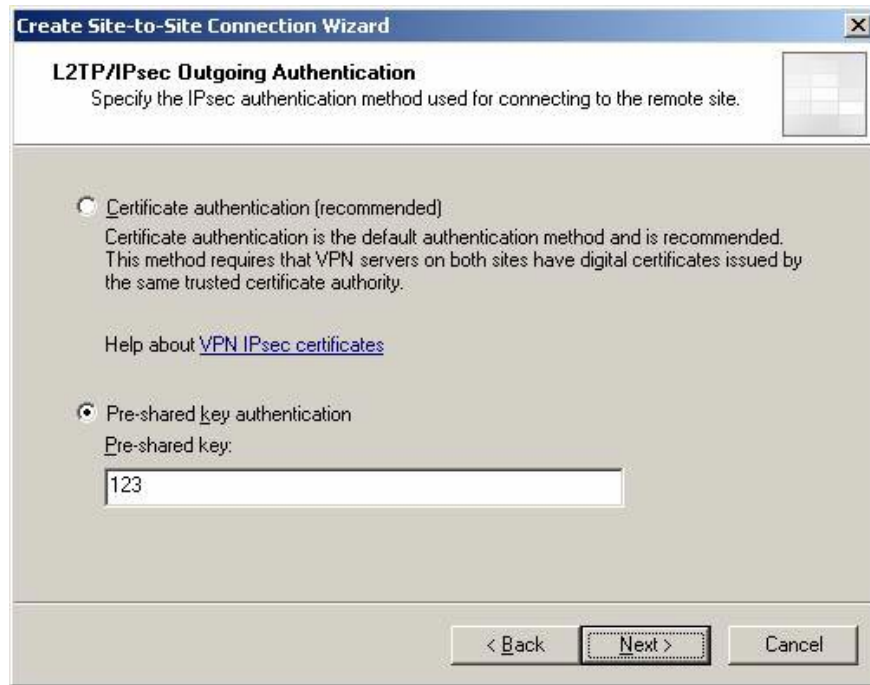 Create Site-to-Site Connection Wizard
L2TP/IPsec Outgoing Authentication
Specify the IPsec authentication method used for connecting to the remote site.
Certificate authentication (recommended)
Certificate authentication is the default authentication method and is recommended.
This method requires that VPN servers on both sites have digital certificates issued by
the same trusted certificate authority.
Help about VPN IPsec certificates
Pre-shared key authentication
Pre-shared key:
123
< Back Next > Cancel